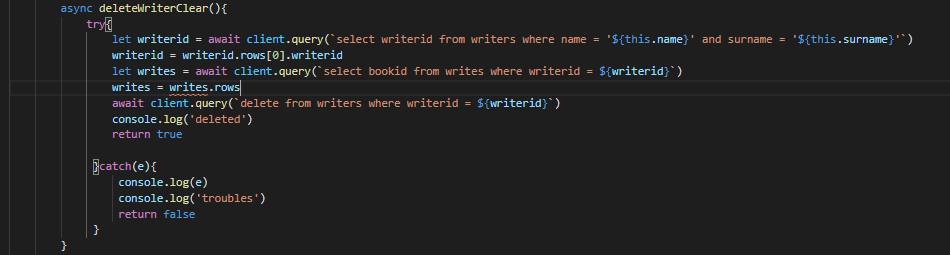 async deleteWriterClear(){
try{
let writerid = await client.query(`select writerid from writers where name = '${this.name}' and surname = '${this.surname}'`)
writerid = writerid.rows[0].writerid
let writes = await client.query(`select bookid from writes where writerid = ${writerid}`)
writes = writes.rows
await client.query(`delete from writers where writerid = ${writerid}`)
console.log('deleted')
return true
}catch(e){
console.log(e)
console.log('troubles')
return false
}
}